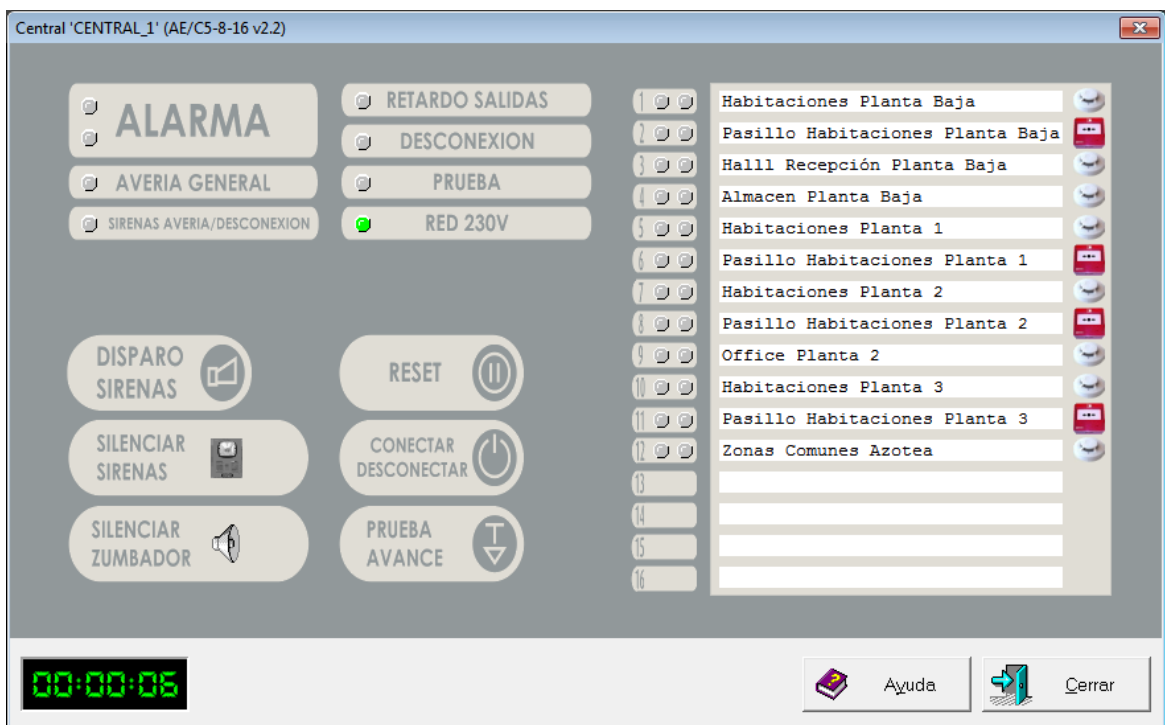 Central 'CENTRAL_1' (AE/C5-8-16 v2.2)
ALARMA
AVERIA GENERAL
SIRENAS AVERIA/DESCONEXION
RETARDO SALIDAS
DESCONEXION
PRUEBA
RED 230V
DISPARO
SIRENAS
RESET
SILENCIAR
SIRENAS
CONECTAR
DESCONECTAR
SILENCIAR
ZUMBADOR
PRUEBA
AVANCE
1 Habitaciones Planta Baja
2 Pasillo Habitaciones Planta Baja
3 Halll Recepción Planta Baja
4 Almacen Planta Baja
5 Habitaciones Planta 1
6 Pasillo Habitaciones Planta 1
7 Habitaciones Planta 2
8 Pasillo Habitaciones Planta 2
9 Office Planta 2
10 Habitaciones Planta 3
11 Pasillo Habitaciones Planta 3
12 Zonas Comunes Azotea
13
14
15
16
00:00:06
Ayuda
Cerrar